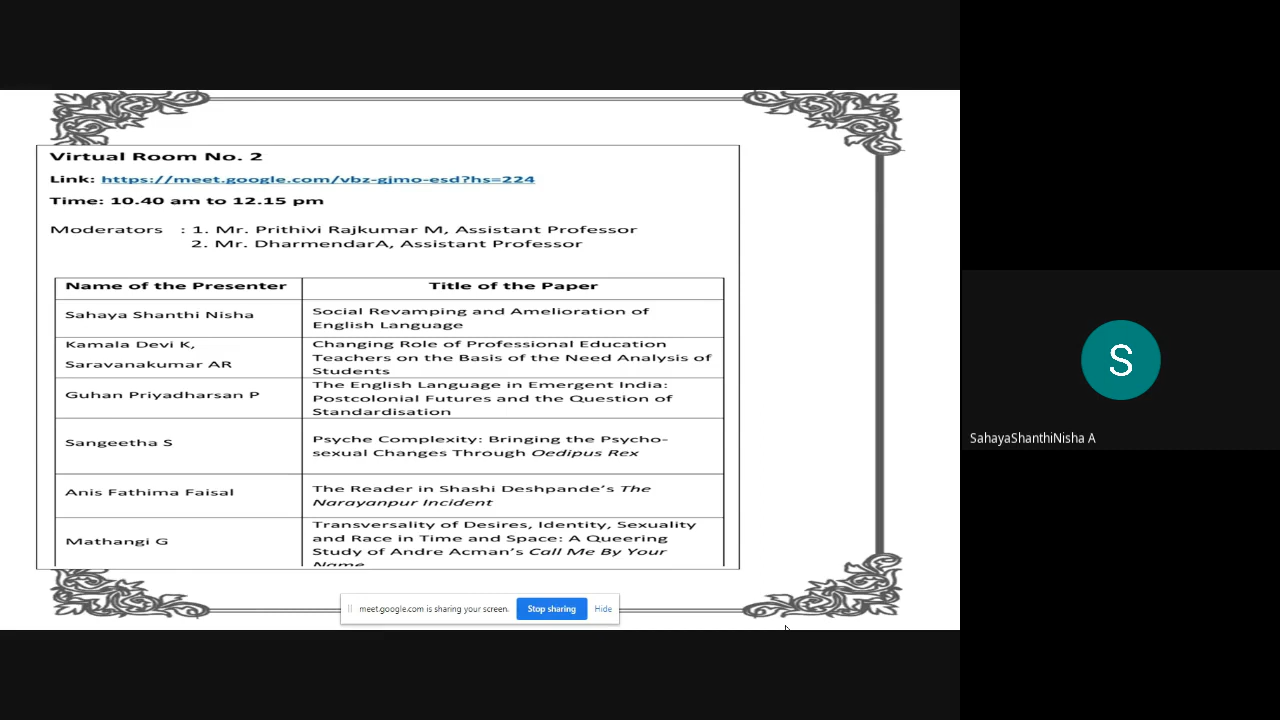 Virtual Room No. 2
Link: https://meet.google.com/vbz-gjmo-esd?hs=224
Time: 10.40 am to 12.15 pm
Moderators : 1. Mr. Prithivi Rajkumar M, Assistant Professor
2. Mr. DharmendarA, Assistant Professor
Name of the Presenter
Title of the Paper
Sahaya Shanthi Nisha
Social Revamping and Amelioration of
English Language
Kamala Devi K,
Saravanakumar AR
Changing Role of Professional Education
Teachers on the Basis of the Need Analysis of
Students
Guhan Priyadharsan P
The English Language in Emergent India:
Postcolonial Futures and the Question of
Standardisation
Sangeetha S
Psyche Complexity: Bringing the Psycho-
sexual Changes Through Oedipus Rex
Anis Fathima Faisal
The Reader in Shashi Deshpande's The
Narayanpur Incident
Mathangi G
Transversality of Desires, Identity, Sexuality
and Race in Time and Space: A Queering
Study of Andre Acman's Call Me By Your
Name
meet.google.com is sharing your screen.
Stop sharing
Hide
S
SahayaShanthiNisha A